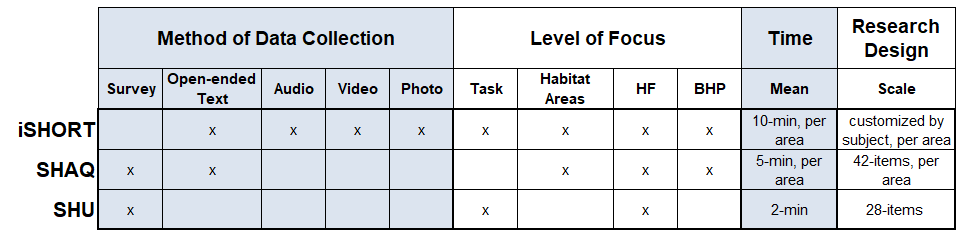 Method of Data Collection Level of Focus Time Research Design
Survey Open-ended Text Audio Video Photo Task Habitat Areas HF BHP Mean Scale
iSHORT x x x x x x x x 10-min, per area customized by subject, per area
SHAQ x x x x x 5-min, per area 42-items, per area
SHU x x x 2-min 28-items